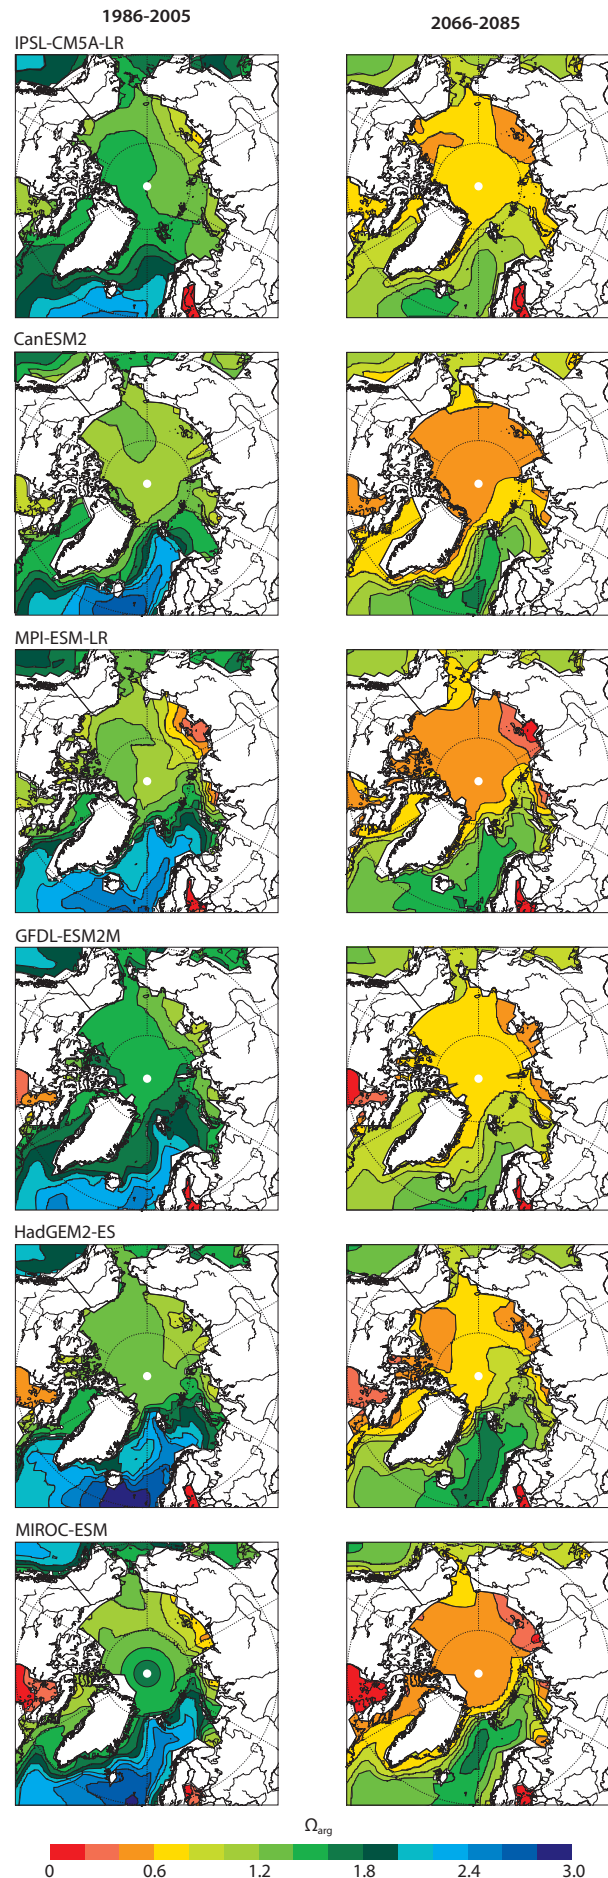 1986-2005 2066-2085
IPSL-CM5A-LR
CanESM2
MPI-ESM-LR
GFDL-ESM2M
HadGEM2-ES
MIROC-ESM
Ωarg
0 0.6 1.2 1.8 2.4 3.0